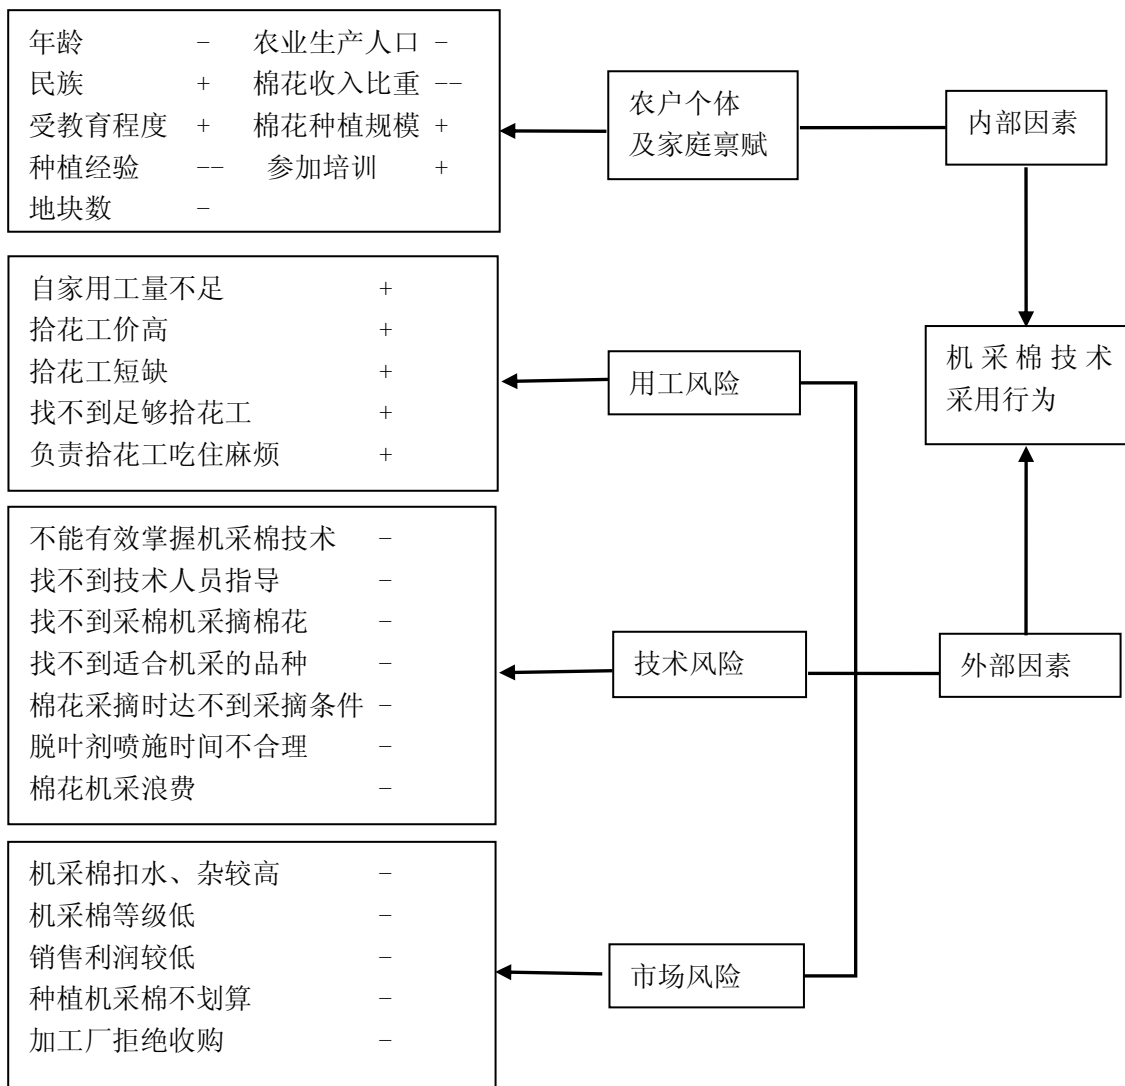 年龄 - 农业生产人口 -
民族 + 棉花收入比重 --
受教育程度 + 棉花种植规模 +
种植经验 -- 参加培训 +
地块数 -
农户个体
及家庭禀赋
内部因素
自家用工量不足 +
拾花工价高 +
拾花工短缺 +
找不到足够拾花工 +
负责拾花工吃住麻烦 +
用工风险
机采棉技术
采用行为
不能有效掌握机采棉技术 -
找不到技术人员指导 -
找不到采棉机采摘棉花 -
找不到适合机采的品种 -
棉花采摘时达不到采摘条件 -
脱叶剂喷施时间不合理 -
棉花机采浪费 -
技术风险
外部因素
机采棉扣水、杂较高 -
机采棉等级低 -
销售利润较低 -
种植机采棉不划算 -
加工厂拒绝收购 -
市场风险